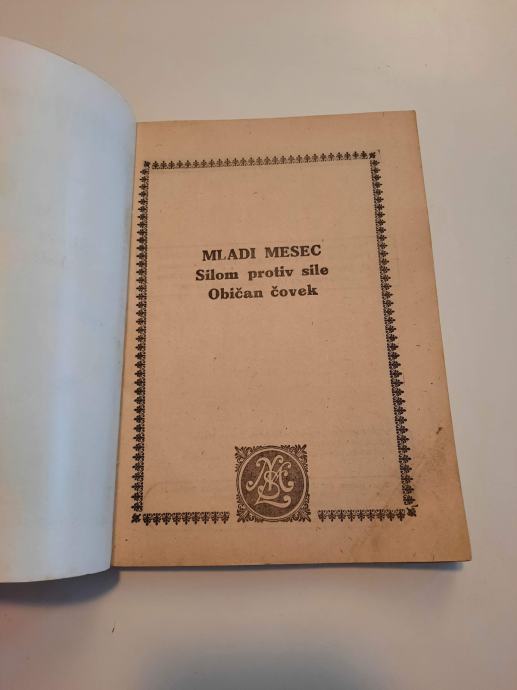 MLADI MESEC
Silom protiv sile
Običan čovek